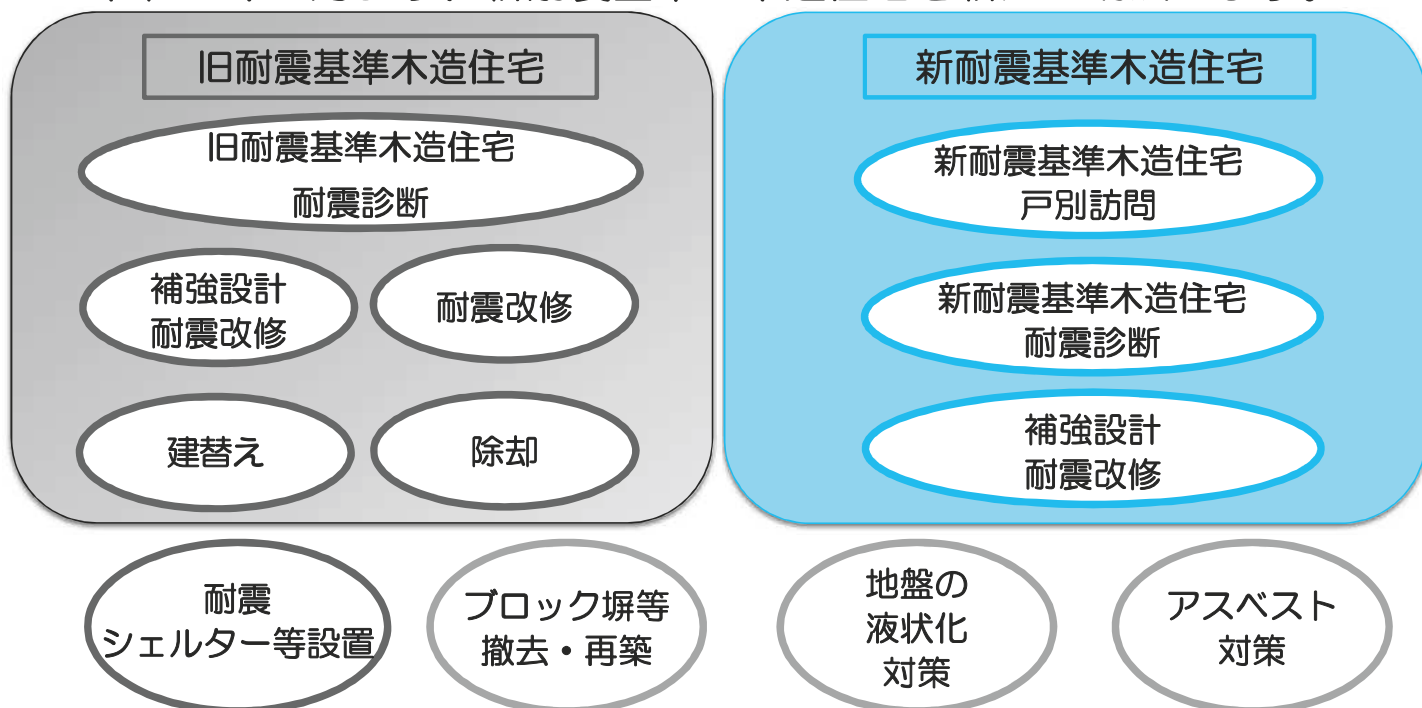 旧耐震基準木造住宅
旧耐震基準木造住宅
耐震診断
補強設計
耐震改修
耐震改修
建替え
除却
新耐震基準木造住宅
新耐震基準木造住宅
戸別訪問
新耐震基準木造住宅
耐震診断
補強設計
耐震改修
耐震
シェルター等設置
ブロック塀等
撤去・再築
地盤の
液状化
対策
アスベスト
対策